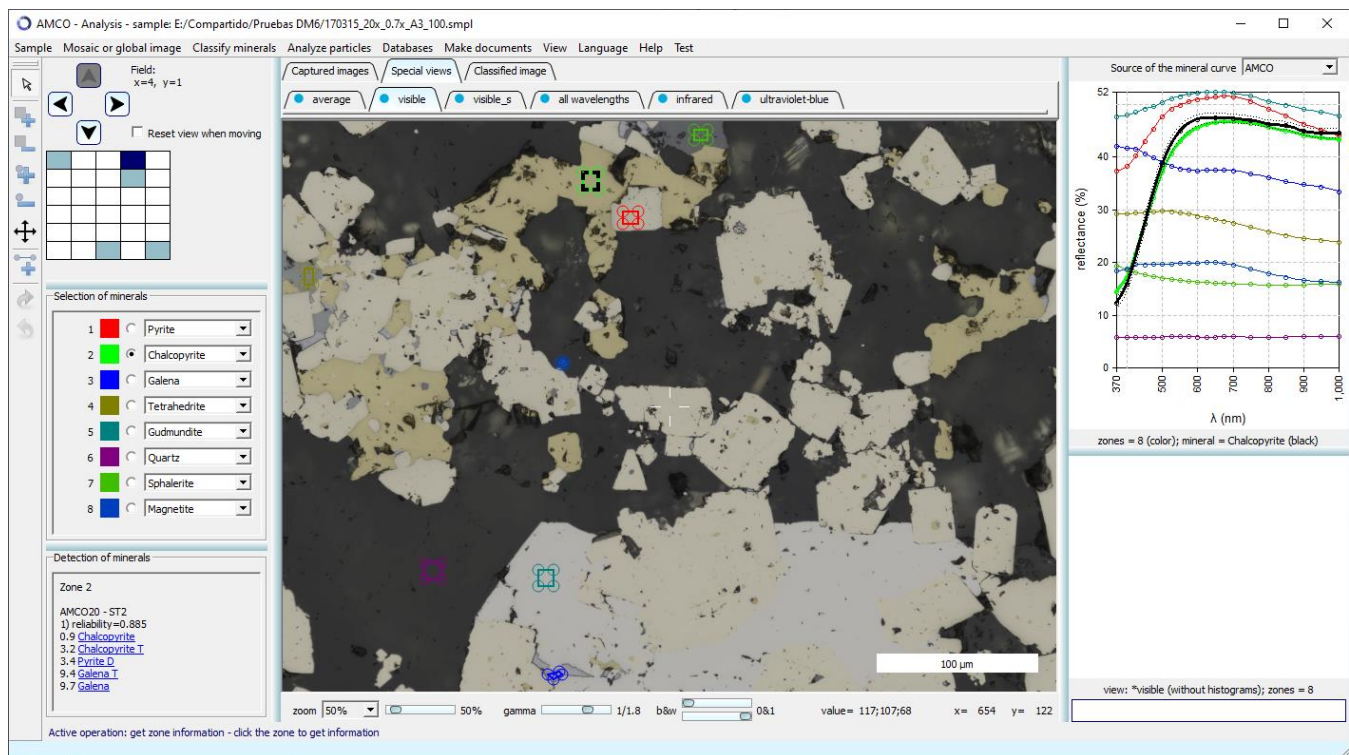 AMCO - Analysis - sample: E:/Compartido/Pruebas DM6/170315_20x_0.7x_A3_100.smpl
Sample Mosaic or global image Classify minerals Analyze particles Databases Make documents View Language Help Test
Field:
x=4, y=1
Reset view when moving
Selection of minerals
1 Pyrite
2 Chalcopyrite
3 Galena
4 Tetrahedrite
5 Gudmundite
6 Quartz
7 Sphalerite
8 Magnetite
Detection of minerals
Zone 2
AMCO20 - ST2
1) reliability=0.885
0.9 Chalcopyrite
3.2 Chalcopyrite T
3.4 Pyrite D
9.4 Galena T
9.7 Galena
Captured images Special views Classified image
average visible visible_s all wavelengths infrared ultraviolet-blue
100 µm
zoom 50% 50% gamma 1/1.8 b&w 0&1 value= 117;107;68 x= 654 y= 122
Source of the mineral curve AMCO
52
40
30
20
10
0
reflectance (%)
370 500 600 700 800 900 1,000
λ (nm)
zones = 8 (color); mineral = Chalcopyrite (black)
view: *visible (without histograms); zones = 8
Active operation: get zone information - click the zone to get information